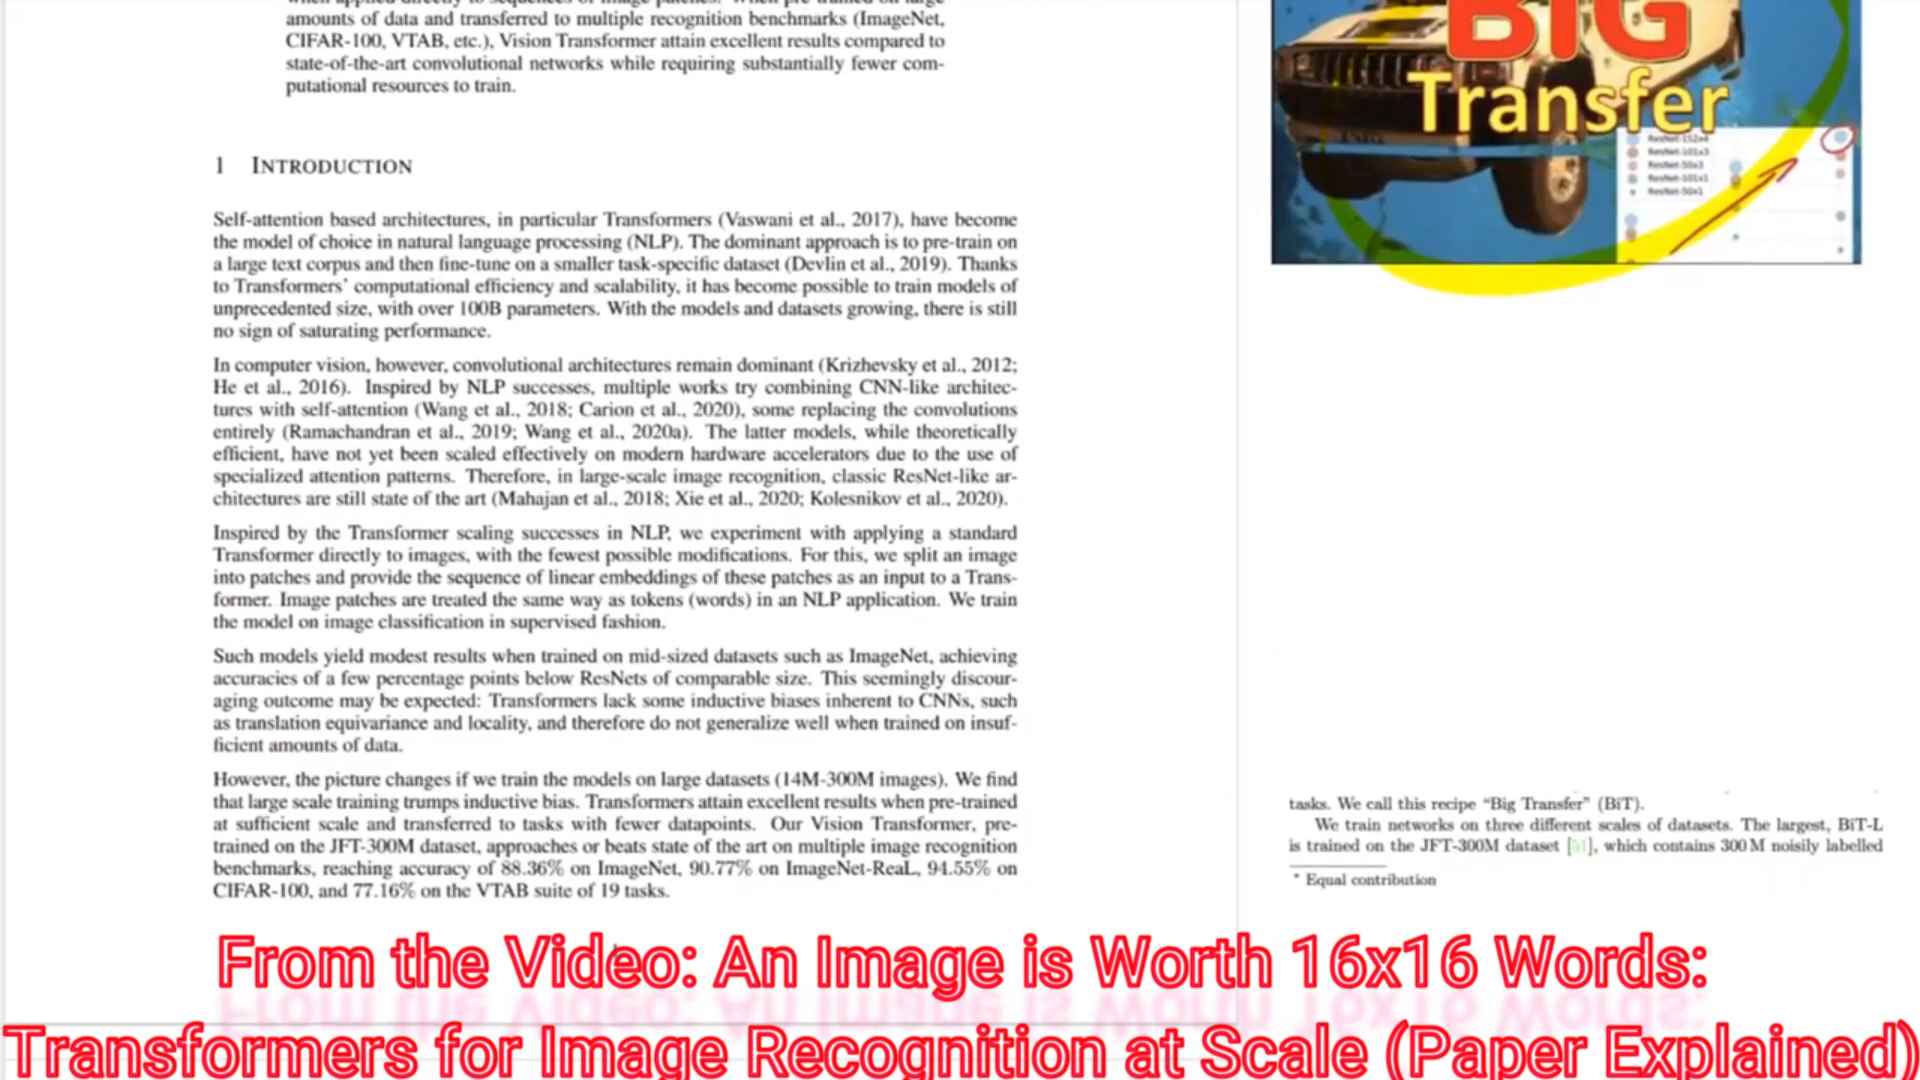 amounts of data and transferred to multiple recognition benchmarks (ImageNet,
CIFAR-100, VTAB, etc.), Vision Transformer attain excellent results compared to
state-of-the-art convolutional networks while requiring substantially fewer com-
putational resources to train.
1 INTRODUCTION
Self-attention based architectures, in particular Transformers (Vaswani et al., 2017), have become
the model of choice in natural language processing (NLP). The dominant approach is to pre-train on
a large text corpus and then fine-tune on a smaller task-specific dataset (Devlin et al., 2019). Thanks
to Transformers' computational efficiency and scalability, it has become possible to train models of
unprecedented size, with over 100B parameters. With the models and datasets growing, there is still
no sign of saturating performance.
In computer vision, however, convolutional architectures remain dominant (Krizhevsky et al., 2012;
He et al., 2016). Inspired by NLP successes, multiple works try combining CNN-like architec-
tures with self-attention (Wang et al., 2018; Carion et al., 2020), some replacing the convolutions
entirely (Ramachandran et al., 2019; Wang et al., 2020a). The latter models, while theoretically
efficient, have not yet been scaled effectively on modern hardware accelerators due to the use of
specialized attention patterns. Therefore, in large-scale image recognition, classic ResNet-like ar-
chitectures are still state of the art (Mahajan et al., 2018; Xie et al., 2020; Kolesnikov et al., 2020).
Inspired by the Transformer scaling successes in NLP, we experiment with applying a standard
Transformer directly to images, with the fewest possible modifications. For this, we split an image
into patches and provide the sequence of linear embeddings of these patches as an input to a Trans-
former. Image patches are treated the same way as tokens (words) in an NLP application. We train
the model on image classification in supervised fashion.
Such models yield modest results when trained on mid-sized datasets such as ImageNet, achieving
accuracies of a few percentage points below ResNets of comparable size. This seemingly discour-
aging outcome may be expected: Transformers lack some inductive biases inherent to CNNs, such
as translation equivariance and locality, and therefore do not generalize well when trained on insuf-
ficient amounts of data.
However, the picture changes if we train the models on large datasets (14M-300M images). We find
that large scale training trumps inductive bias. Transformers attain excellent results when pre-trained
at sufficient scale and transferred to tasks with fewer datapoints. Our Vision Transformer, pre-
trained on the JFT-300M dataset, approaches or beats state of the art on multiple image recognition
benchmarks, reaching accuracy of 88.36% on ImageNet, 90.77% on ImageNet-ReaL, 94.55% on
CIFAR-100, and 77.16% on the VTAB suite of 19 tasks.
BIG
Transfer
ResNet-152x4
ResNet-101x3
ResNet-50x3
ResNet-101x1
ResNet-50x1
tasks. We call this recipe "Big Transfer" (BiT).
We train networks on three different scales of datasets. The largest, BiT-L
is trained on the JFT-300M dataset [51], which contains 300 M noisily labelled
* Equal contribution
From the Video: An Image is Worth 16x16 Words:
Transformers for Image Recognition at Scale (Paper Explained)